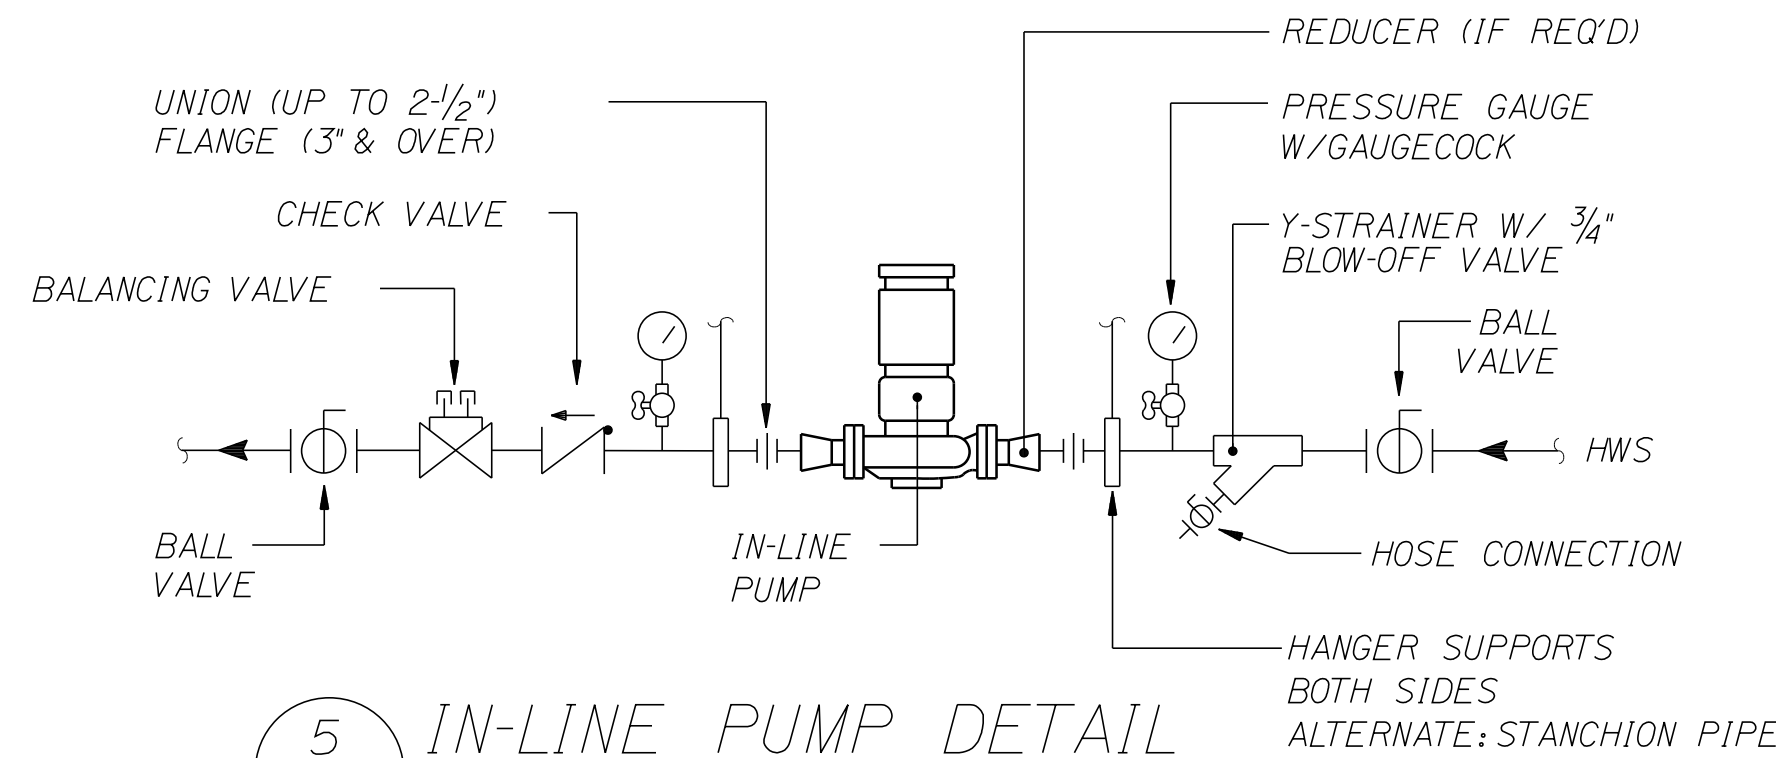 REDUCER (IF REQ'D)
UNION (UP TO 2-1/2")
FLANGE (3" & OVER)
PRESSURE GAUGE
W/GAUGECOCK
CHECK VALVE
Y-STRAINER W/ 3/4"
BLOW-OFF VALVE
BALANCING VALVE
BALL
VALVE
HWS
BALL
VALVE
IN-LINE
PUMP
HOSE CONNECTION
HANGER SUPPORTS
BOTH SIDES
ALTERNATE: STANCHION PIPE
5
IN-LINE PUMP DETAIL